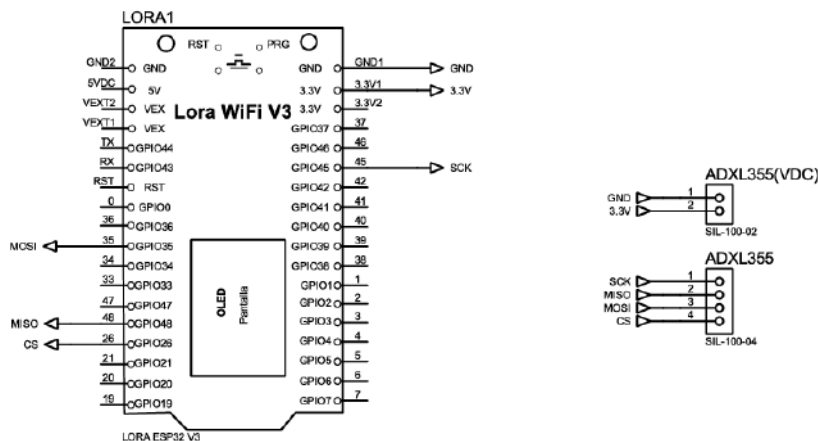 LORA1
RST PRG
GND2 GND GND GND1 GND
5VDC 5V 3.3V 3.3V1 3.3V
VEXT2 VEX 3.3V 3.3V2
Lora WiFi V3
VEXT1 VEX GPIO37 37
TX GPIO44 GPIO46 46
RX GPIO43 GPIO45 45 SCK
RST RST GPIO42 42
0 GPIO0 GPIO41 41
36 GPIO36 GPIO40 40
MOSI 35 GPIO35 GPIO39 39
34 GPIO34 GPIO38 38
33 GPIO33 GPIO1 1
47 GPIO47 GPIO2 2
MISO 48 GPIO48 GPIO3 3
CS 26 GPIO26 GPIO4 4
21 GPIO21 GPIO5 5
20 GPIO20 GPIO6 6
19 GPIO19 GPIO7 7
OLED
Pantalla
LORA ESP32 V3
ADXL355(VDC)
GND 1
3.3V 2
SIL-100-02
ADXL355
SCK 1
MISO 2
MOSI 3
CS 4
SIL-100-04